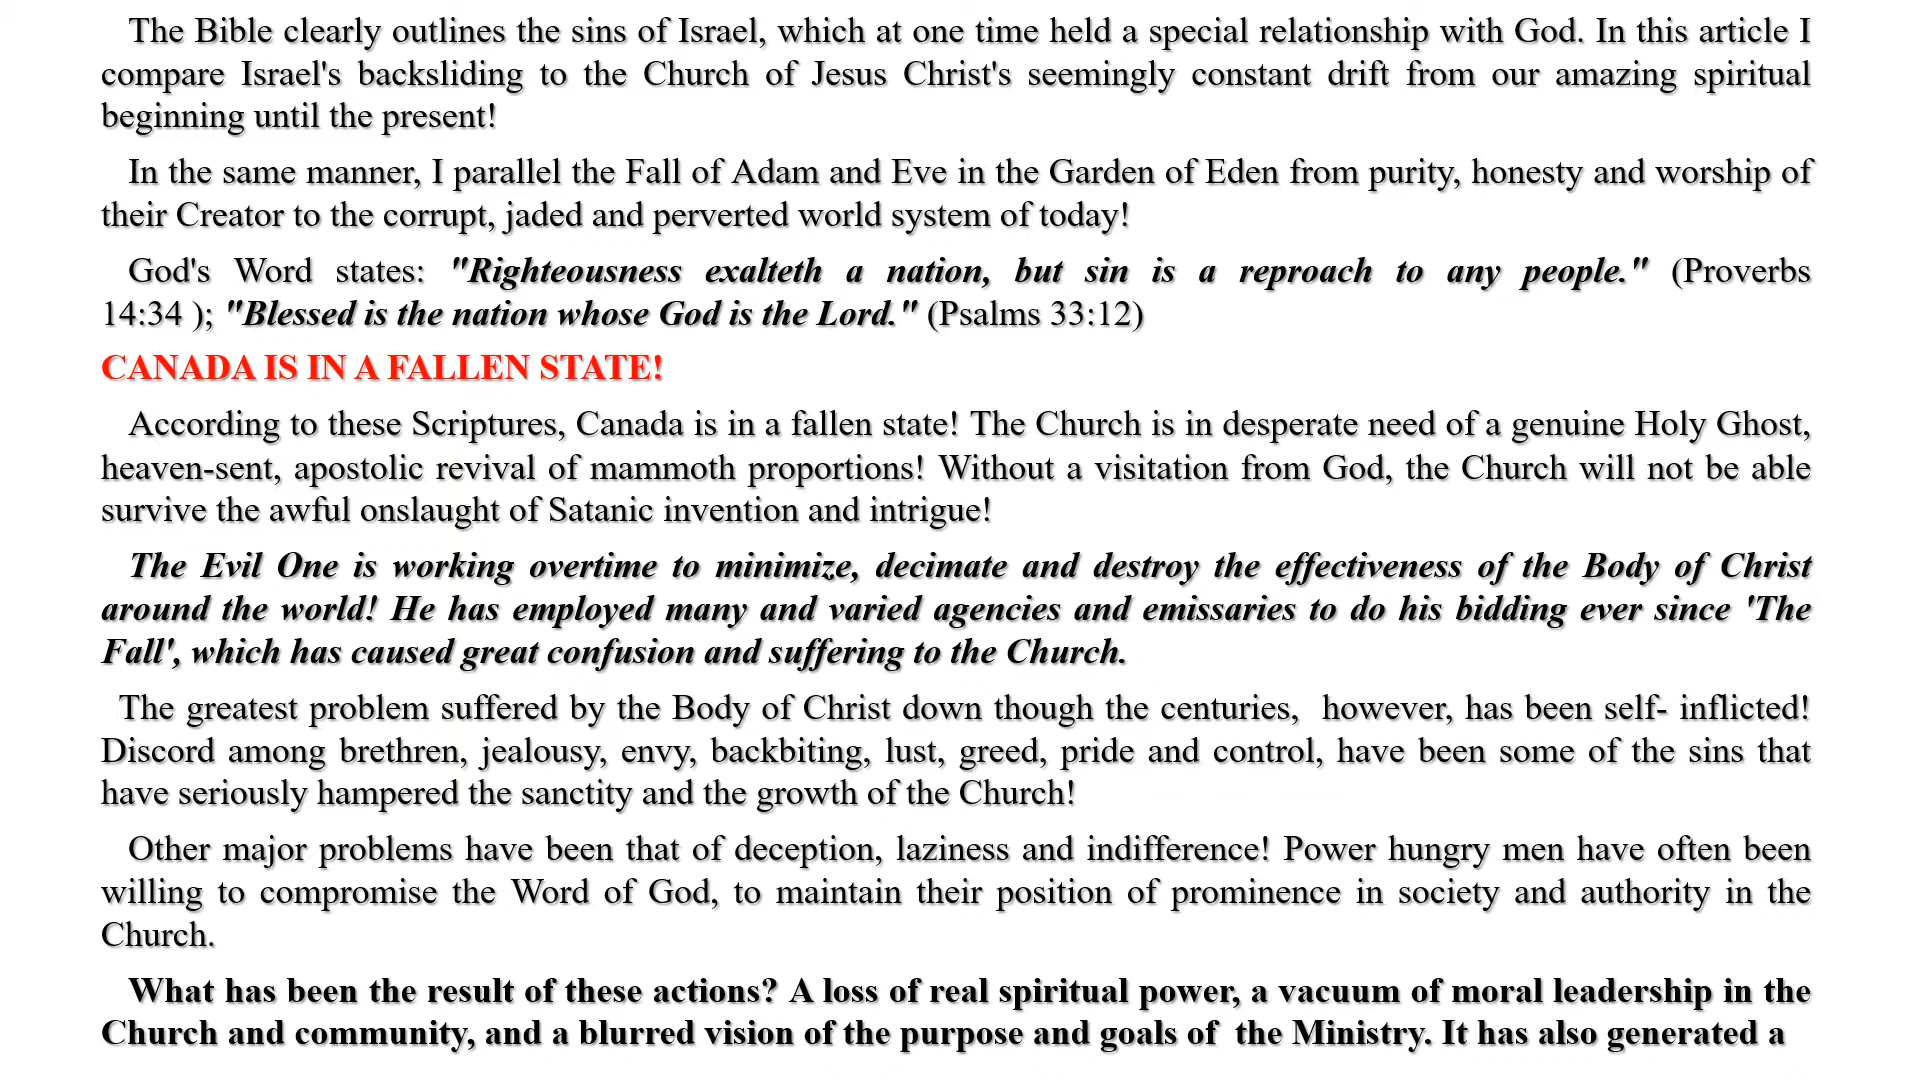 The Bible clearly outlines the sins of Israel, which at one time held a special relationship with God. In this article I
compare Israel's backsliding to the Church of Jesus Christ's seemingly constant drift from our amazing spiritual
beginning until the present!
In the same manner, I parallel the Fall of Adam and Eve in the Garden of Eden from purity, honesty and worship of
their Creator to the corrupt, jaded and perverted world system of today!
God's Word states: "Righteousness exalteth a nation, but sin is a reproach to any people." (Proverbs
14:34 ); "Blessed is the nation whose God is the Lord." (Psalms 33:12)
CANADA IS IN A FALLEN STATE!
According to these Scriptures, Canada is in a fallen state! The Church is in desperate need of a genuine Holy Ghost,
heaven-sent, apostolic revival of mammoth proportions! Without a visitation from God, the Church will not be able
survive the awful onslaught of Satanic invention and intrigue!
The Evil One is working overtime to minimize, decimate and destroy the effectiveness of the Body of Christ
around the world! He has employed many and varied agencies and emissaries to do his bidding ever since 'The
Fall', which has caused great confusion and suffering to the Church.
The greatest problem suffered by the Body of Christ down though the centuries,  however, has been self- inflicted!
Discord among brethren, jealousy, envy, backbiting, lust, greed, pride and control, have been some of the sins that
have seriously hampered the sanctity and the growth of the Church!
Other major problems have been that of deception, laziness and indifference! Power hungry men have often been
willing to compromise the Word of God, to maintain their position of prominence in society and authority in the
Church.
What has been the result of these actions? A loss of real spiritual power, a vacuum of moral leadership in the
Church and community, and a blurred vision of the purpose and goals of  the Ministry. It has also generated a